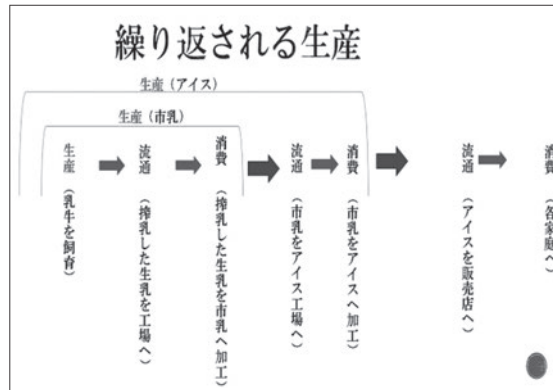 繰り返される生産
生産（アイス）
生産（市乳）
生産（乳牛を飼育）
流通（搾乳した生乳を工場へ）
消費（搾乳した生乳を市乳へ加工）
流通（市乳をアイス工場へ）
消費（市乳をアイスへ加工）
流通（アイスを販売店へ）
消費（各家庭へ）